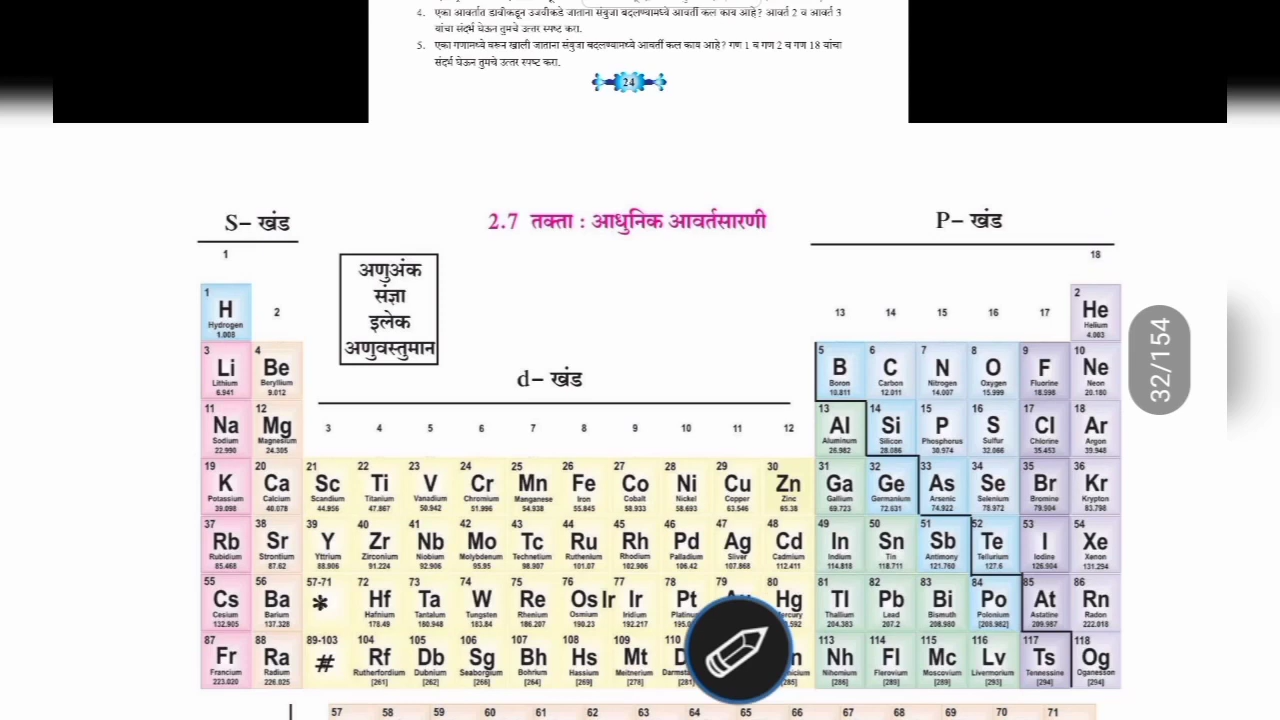 4. एका आवर्तात डावीकडून उजवीकडे जाताना संयुजा बदलण्यामध्ये आवर्ती कल काय आहे? आवर्त 2 व आवर्त 3
यांचा संदर्भ घेऊन तुमचे उत्तर स्पष्ट करा.
5. एका गणामध्ये वरून खाली जाताना संयुजा बदलण्यामध्ये आवर्ती कल काय आहे? गण 1 व गण 2 व गण 18 यांचा
संदर्भ घेऊन तुमचे उत्तर स्पष्ट करा.
24
S– खंड 2.7 तक्ता : आधुनिक आवर्तसारणी P– खंड
1 18
अणुअंक
संज्ञा
इलेक
अणुवस्तुमान
32/154
1 2
H 2 13 14 15 16 17 He
Hydrogen Helium
1.008 4.003
3 4 5 6 7 8 9 10
Li Be B C N O F Ne
Lithium Beryllium Boron Carbon Nitrogen Oxygen Fluorine Neon
6.941 9.012 10.811 12.011 14.007 15.999 18.998 20.180
d– खंड
11 12 13 14 15 16 17 18
Na Mg 3 4 5 6 7 8 9 10 11 12 Al Si P S Cl Ar
Sodium Magnesium Aluminum Silicon Phosphorus Sulfur Chlorine Argon
22.990 24.305 26.982 28.086 30.974 32.066 35.453 39.948
19 20 21 22 23 24 25 26 27 28 29 30 31 32 33 34 35 36
K Ca Sc Ti V Cr Mn Fe Co Ni Cu Zn Ga Ge As Se Br Kr
Potassium Calcium Scandium Titanium Vanadium Chromium Manganese Iron Cobalt Nickel Copper Zinc Gallium Germanium Arsenic Selenium Bromine Krypton
39.098 40.078 44.956 47.867 50.942 51.996 54.938 55.845 58.933 58.693 63.546 65.38 69.723 72.631 74.922 78.972 79.904 83.798
37 38 39 40 41 42 43 44 45 46 47 48 49 50 51 52 53 54
Rb Sr Y Zr Nb Mo Tc Ru Rh Pd Ag Cd In Sn Sb Te I Xe
Rubidium Strontium Yttrium Zirconium Niobium Molybdenum Technetium Ruthenium Rhodium Palladium Silver Cadmium Indium Tin Antimony Tellurium Iodine Xenon
85.468 87.62 88.906 91.224 92.906 95.95 98.907 101.07 102.906 106.42 107.868 112.411 114.818 118.711 121.760 127.6 126.904 131.294
55 56 57-71 72 73 74 75 76 77 78 79 80 81 82 83 84 85 86
Cs Ba * Hf Ta W Re Os Ir Ir Pt Hg Tl Pb Bi Po At Rn
Cesium Barium Hafnium Tantalum Tungsten Rhenium Osmium Iridium Thallium Lead Bismuth Polonium Astatine Radon
132.905 137.328 178.49 180.948 183.84 186.207 190.23 192.217 204.383 207.2 208.980 [208.982] 209.987 222.018
87 88 89-103 104 105 106 107 108 109 110 113 114 115 116 117 118
Fr Ra # Rf Db Sg Bh Hs Mt Nh Fl Mc Lv Ts Og
Francium Radium Rutherfordium Dubnium Seaborgium Bohrium Hassium Meitnerium Nihonium Flerovium Moscovium Livermorium Tennessine Oganesson
223.020 226.025 [261] [262] [266] [264] [269] [278] [281] [285] [286] [289] [289] [293] [294] [294]
57 58 59 60 61 62 63 64 65 66 67 68 69 70 71